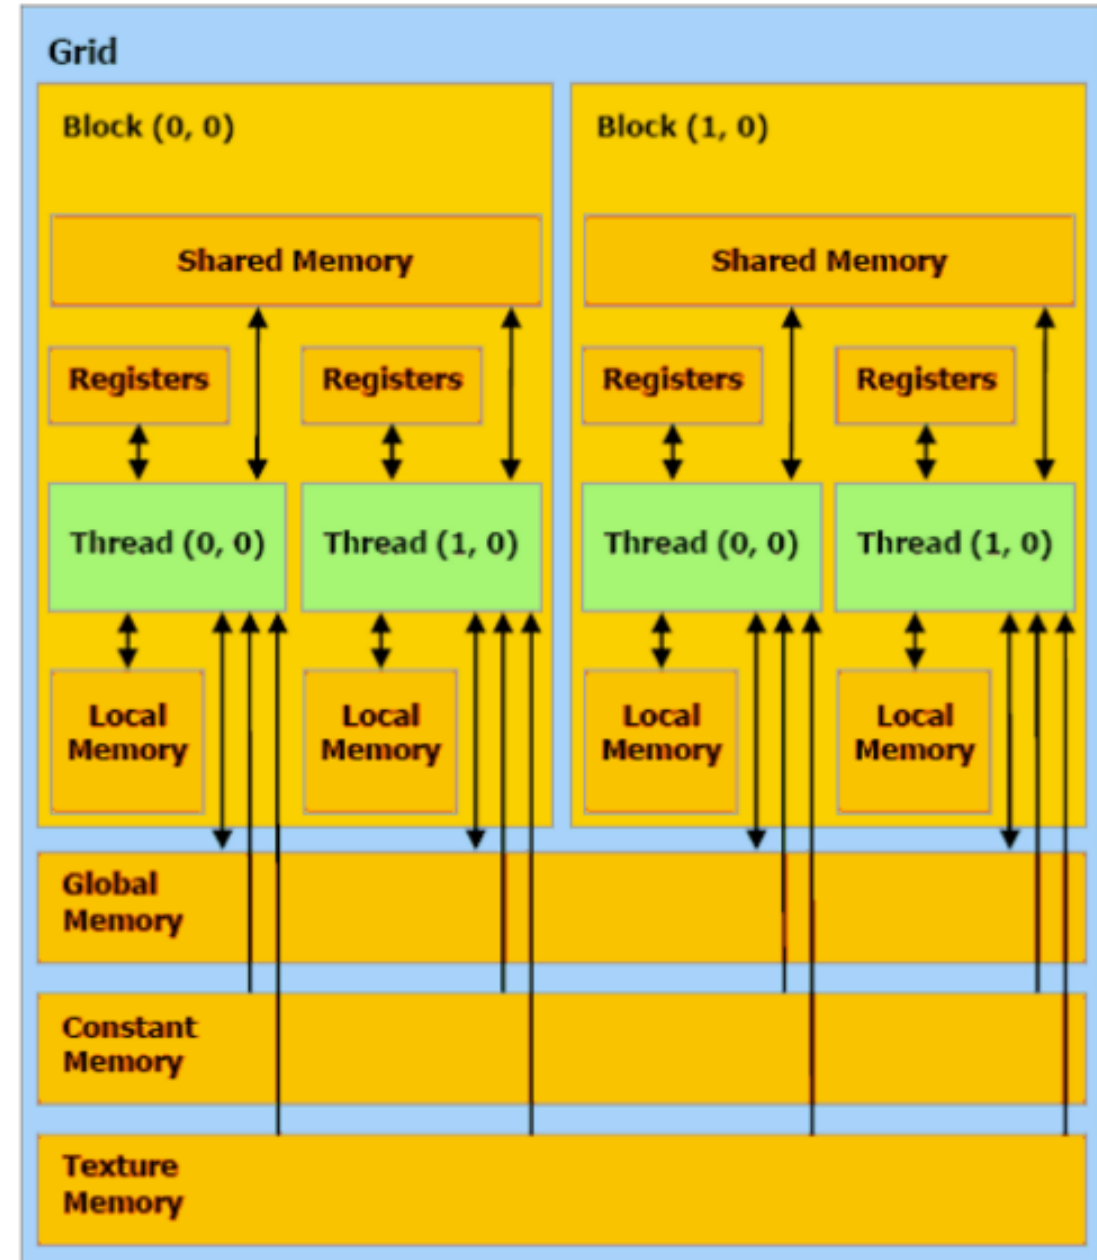 Grid
Block (0, 0)
Block (1, 0)
Shared Memory
Shared Memory
Registers
Registers
Registers
Registers
Thread (0, 0)
Thread (1, 0)
Thread (0, 0)
Thread (1, 0)
Local
Memory
Local
Memory
Local
Memory
Local
Memory
Global
Memory
Constant
Memory
Texture
Memory